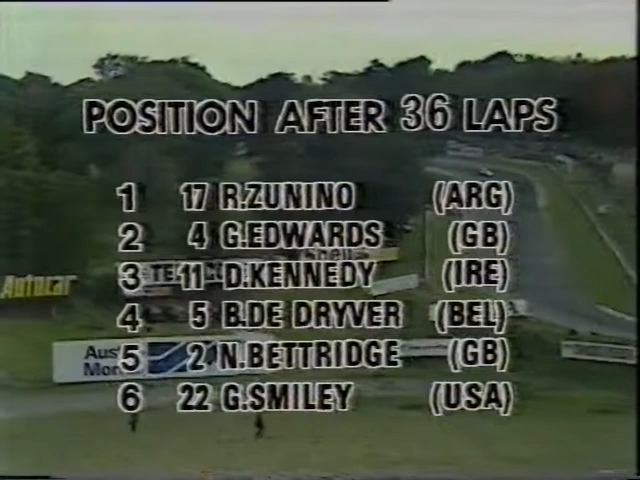 POSITION AFTER 36 LAPS
1 17 R.ZUNINO (ARG)
2 4 G.EDWARDS (GB)
Shell
3 11 D.KENNEDY (IRE)
Autocar
4 5 B.DE DRYVER (BEL)
5 2 N.BETTRIDGE (GB)
6 22 G.SMILEY (USA)